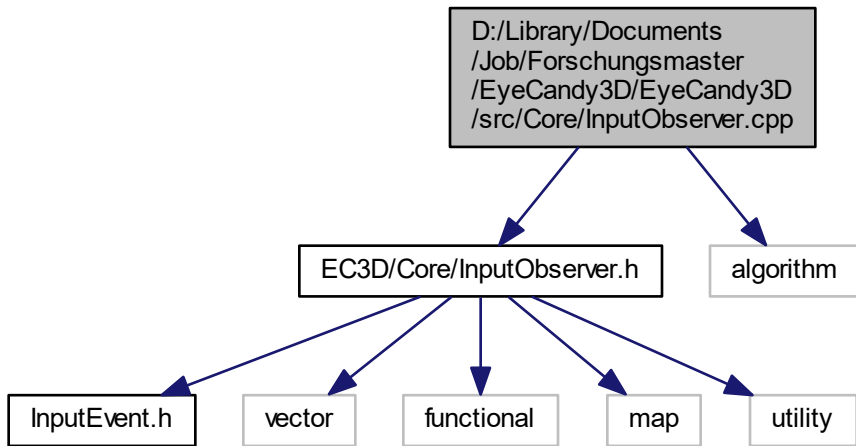 D:/Library/Documents
/Job/Forschungsmaster
/EyeCandy3D/EyeCandy3D
/src/Core/InputObserver.cpp
EC3D/Core/InputObserver.h
algorithm
InputEvent.h
vector
functional
map
utility